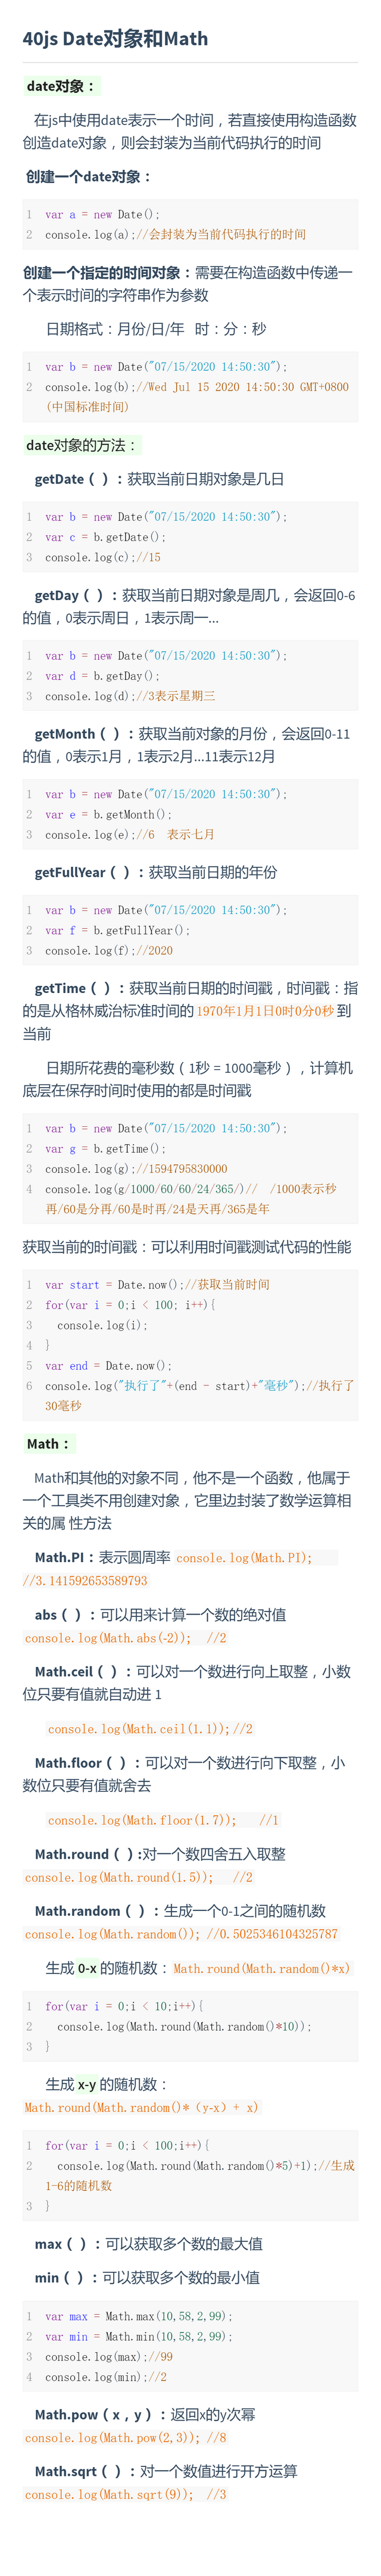 40js Date对象和Math
date对象：
在js中使用date表示一个时间，若直接使用构造函数
创造date对象，则会封装为当前代码执行的时间
创建一个date对象：
1 var a = new Date();
2 console.log(a);//会封装为当前代码执行的时间
创建一个指定的时间对象：需要在构造函数中传递一
个表示时间的字符串作为参数
日期格式：月份/日/年 时：分：秒
1 var b = new Date("07/15/2020 14:50:30");
2 console.log(b);//Wed Jul 15 2020 14:50:30 GMT+0800
(中国标准时间)
date对象的方法：
getDate（ ）：获取当前日期对象是几日
1 var b = new Date("07/15/2020 14:50:30");
2 var c = b.getDate();
3 console.log(c);//15
getDay（ ）：获取当前日期对象是周几，会返回0-6
的值，0表示周日，1表示周一...
1 var b = new Date("07/15/2020 14:50:30");
2 var d = b.getDay();
3 console.log(d);//3表示星期三
getMonth（ ）：获取当前对象的月份，会返回0-11
的值，0表示1月，1表示2月...11表示12月
1 var b = new Date("07/15/2020 14:50:30");
2 var e = b.getMonth();
3 console.log(e);//6 表示七月
getFullYear（ ）：获取当前日期的年份
1 var b = new Date("07/15/2020 14:50:30");
2 var f = b.getFullYear();
3 console.log(f);//2020
getTime（ ）：获取当前日期的时间戳，时间戳：指
的是从格林威治标准时间的 1970年1月1日0时0分0秒 到
当前
日期所花费的毫秒数（1秒 = 1000毫秒），计算机
底层在保存时间时使用的都是时间戳
1 var b = new Date("07/15/2020 14:50:30");
2 var g = b.getTime();
3 console.log(g);//1594795830000
4 console.log(g/1000/60/60/24/365/)// /1000表示秒
再/60是分再/60是时再/24是天再/365是年
获取当前的时间戳：可以利用时间戳测试代码的性能
1 var start = Date.now();//获取当前时间
2 for(var i = 0;i < 100; i++){
3 console.log(i);
4 }
5 var end = Date.now();
6 console.log("执行了"+(end - start)+"毫秒");//执行了
30毫秒
Math：
Math和其他的对象不同，他不是一个函数，他属于
一个工具类不用创建对象，它里边封装了数学运算相
关的属 性方法
Math.PI：表示圆周率 console.log(Math.PI);
//3.141592653589793
abs（ ）：可以用来计算一个数的绝对值
console.log(Math.abs(-2)); //2
Math.ceil（ ）：可以对一个数进行向上取整，小数
位只要有值就自动进 1
console.log(Math.ceil(1.1));//2
Math.floor（ ）：可以对一个数进行向下取整，小
数位只要有值就舍去
console.log(Math.floor(1.7)); //1
Math.round（ ）:对一个数四舍五入取整
console.log(Math.round(1.5)); //2
Math.random（ ）：生成一个0-1之间的随机数
console.log(Math.random()); //0.5025346104325787
生成 0-x 的随机数： Math.round(Math.random()*x)
1 for(var i = 0;i < 10;i++){
2 console.log(Math.round(Math.random()*10));
3 }
生成 x-y 的随机数：
Math.round(Math.random()*（y-x）+ x)
1 for(var i = 0;i < 100;i++){
2 console.log(Math.round(Math.random()*5)+1);//生成
1-6的随机数
3 }
max（ ）：可以获取多个数的最大值
min（ ）：可以获取多个数的最小值
1 var max = Math.max(10,58,2,99);
2 var min = Math.min(10,58,2,99);
3 console.log(max);//99
4 console.log(min);//2
Math.pow（x，y）：返回x的y次幂
console.log(Math.pow(2,3)); //8
Math.sqrt（ ）：对一个数值进行开方运算
console.log(Math.sqrt(9)); //3